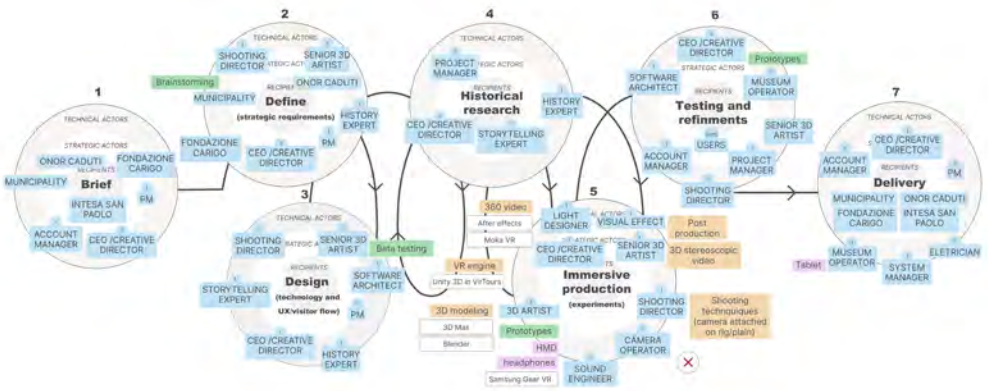 1
TECHNICAL ACTORS
STRATEGIC ACTORS
ONOR CADUTI
FONDAZIONE
CARIGO
RECIPIENTS
MUNICIPALITY
Brief
PM
INTESA SAN
PAOLO
ACCOUNT
MANAGER
CEO /CREATIVE
DIRECTOR
2
TECHNICAL ACTORS
SHOOTING
DIRECTOR
SENIOR 3D
ARTIST
Brainstorming
ONOR CADUTI
MUNICIPALITY
Define
(strategic requirements)
HISTORY
EXPERT
FONDAZIONE
CARIGO
PM
CEO /CREATIVE
DIRECTOR
3
TECHNICAL ACTORS
SHOOTING
DIRECTOR
SENIOR 3D
ARTIST
Beta testing
RECIPIENTS
SOFTWARE
ARCHITECT
STORYTELLING
EXPERT
Design
(technology and
UX/visitor flow)
PM
CEO /CREATIVE
DIRECTOR
HISTORY
EXPERT
4
TECHNICAL ACTORS
PROJECT
MANAGER
RECIPIENTS
Historical
research
HISTORY
EXPERT
CEO /CREATIVE
DIRECTOR
STORYTELLING
EXPERT
5
360 video
After effects
Moka VR
LIGHT
DESIGNER
VISUAL EFFECT
Post
production
CEO /CREATIVE
DIRECTOR
SENIOR 3D
ARTIST
3D stereoscopic
video
VR engine
Unity 3D in VirTours
Immersive
production
(experiments)
3D modeling
3D Max
Blender
3D ARTIST
SHOOTING
DIRECTOR
Shooting
techinquiques
(camera attached
on rig/plain)
Prototypes
HMD
headphones
Samsung Gear VR
CAMERA
OPERATOR
SOUND
ENGINEER
6
TECHNICAL ACTORS
CEO /CREATIVE
DIRECTOR
Prototypes
SOFTWARE
ARCHITECT
STRATEGIC ACTORS
MUSEUM
OPERATOR
RECIPIENTS
Testing and
refinments
SENIOR 3D
ARTIST
USERS
ACCOUNT
MANAGER
PROJECT
MANAGER
SHOOTING
DIRECTOR
7
TECHNICAL ACTORS
CEO /CREATIVE
DIRECTOR
ACCOUNT
MANAGER
RECIPIENTS
PM
Delivery
MUNICIPALITY
ONOR CADUTI
FONDAZIONE
CARIGO
INTESA SAN
PAOLO
Tablet
MUSEUM
OPERATOR
ELETRICIAN
SYSTEM
MANAGER